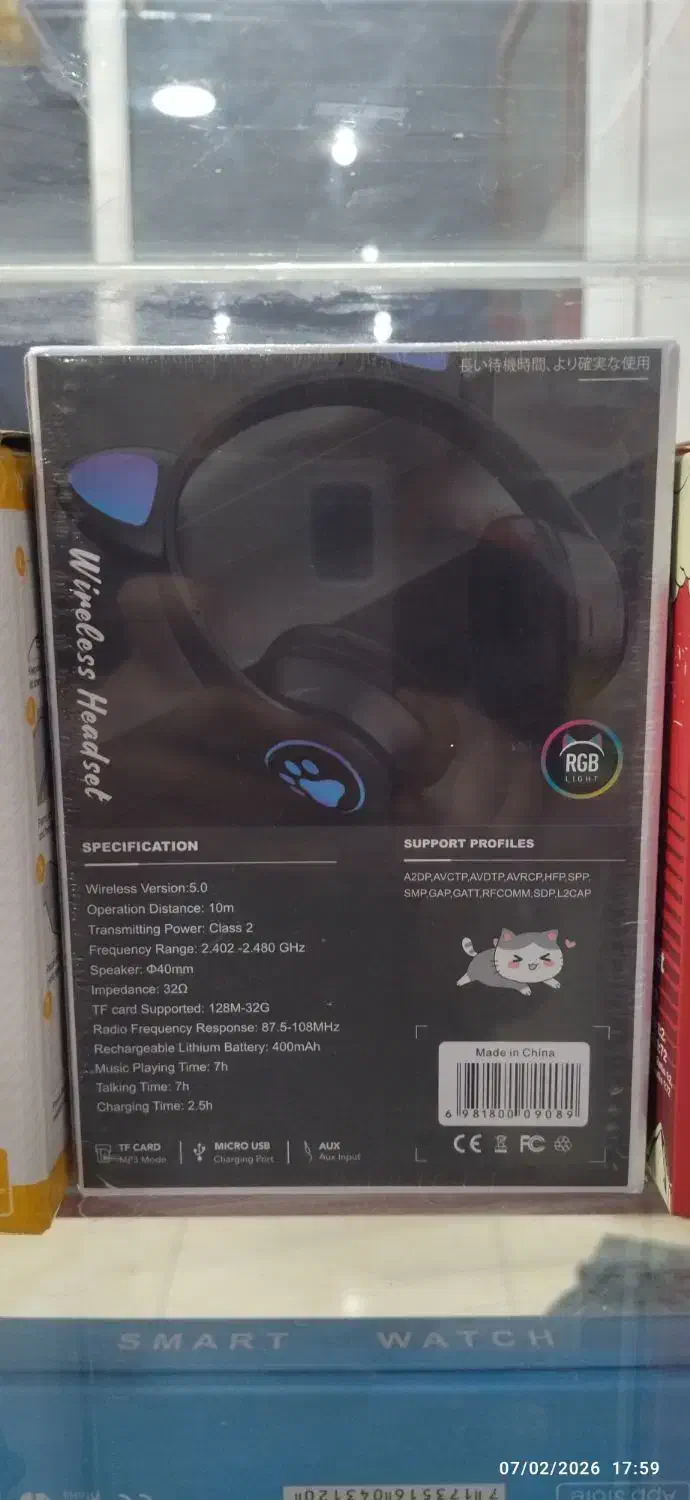 長い待機時間、より確実な使用
Wireless Headset
RGB
LIGHT
SPECIFICATION
Wireless Version:5.0
Operation Distance: 10m
Transmitting Power: Class 2
Frequency Range: 2.402 -2.480 GHz
Speaker: Φ40mm
Impedance: 32Ω
TF card Supported: 128M-32G
Radio Frequency Response: 87.5-108MHz
Rechargeable Lithium Battery: 400mAh
Music Playing Time: 7h
Talking Time: 7h
Charging Time: 2.5h
TF CARD
MP3 Mode
MICRO USB
Charging Port
AUX
Aux Input
SUPPORT PROFILES
A2DP,AVCTP,AVDTP,AVRCP,HFP,SPP,
SMP,GAP,GATT,RFCOMM,SDP,L2CAP
Made in China
6 981800 09089
CE FC
SMART WATCH
App Store
07/02/2026 17:59